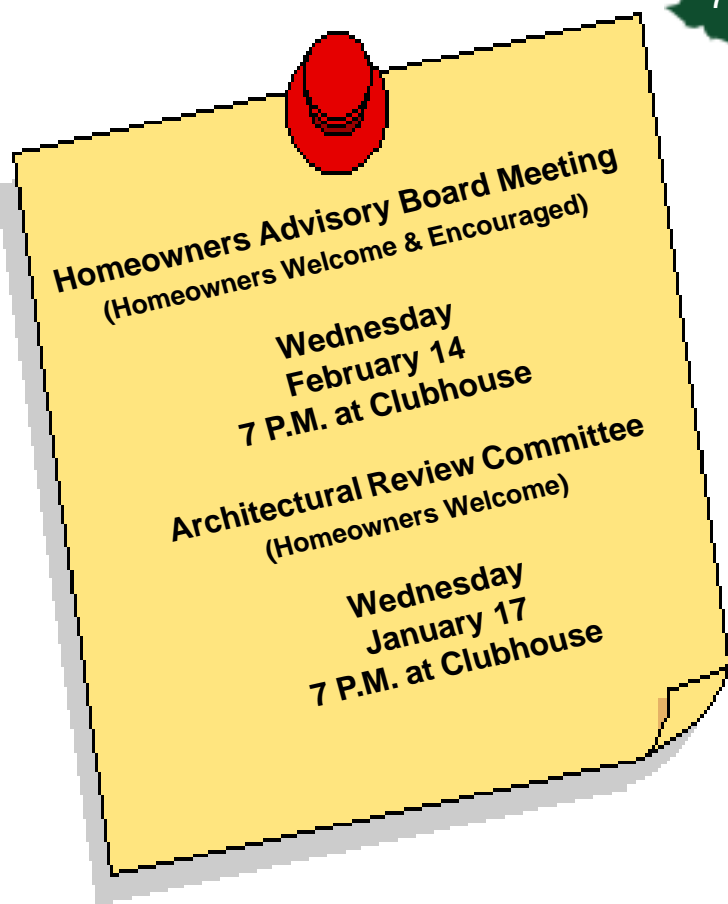 Homeowners Advisory Board Meeting
(Homeowners Welcome & Encouraged)
Wednesday
February 14
7 P.M. at Clubhouse
Architectural Review Committee
(Homeowners Welcome)
Wednesday
January 17
7 P.M. at Clubhouse